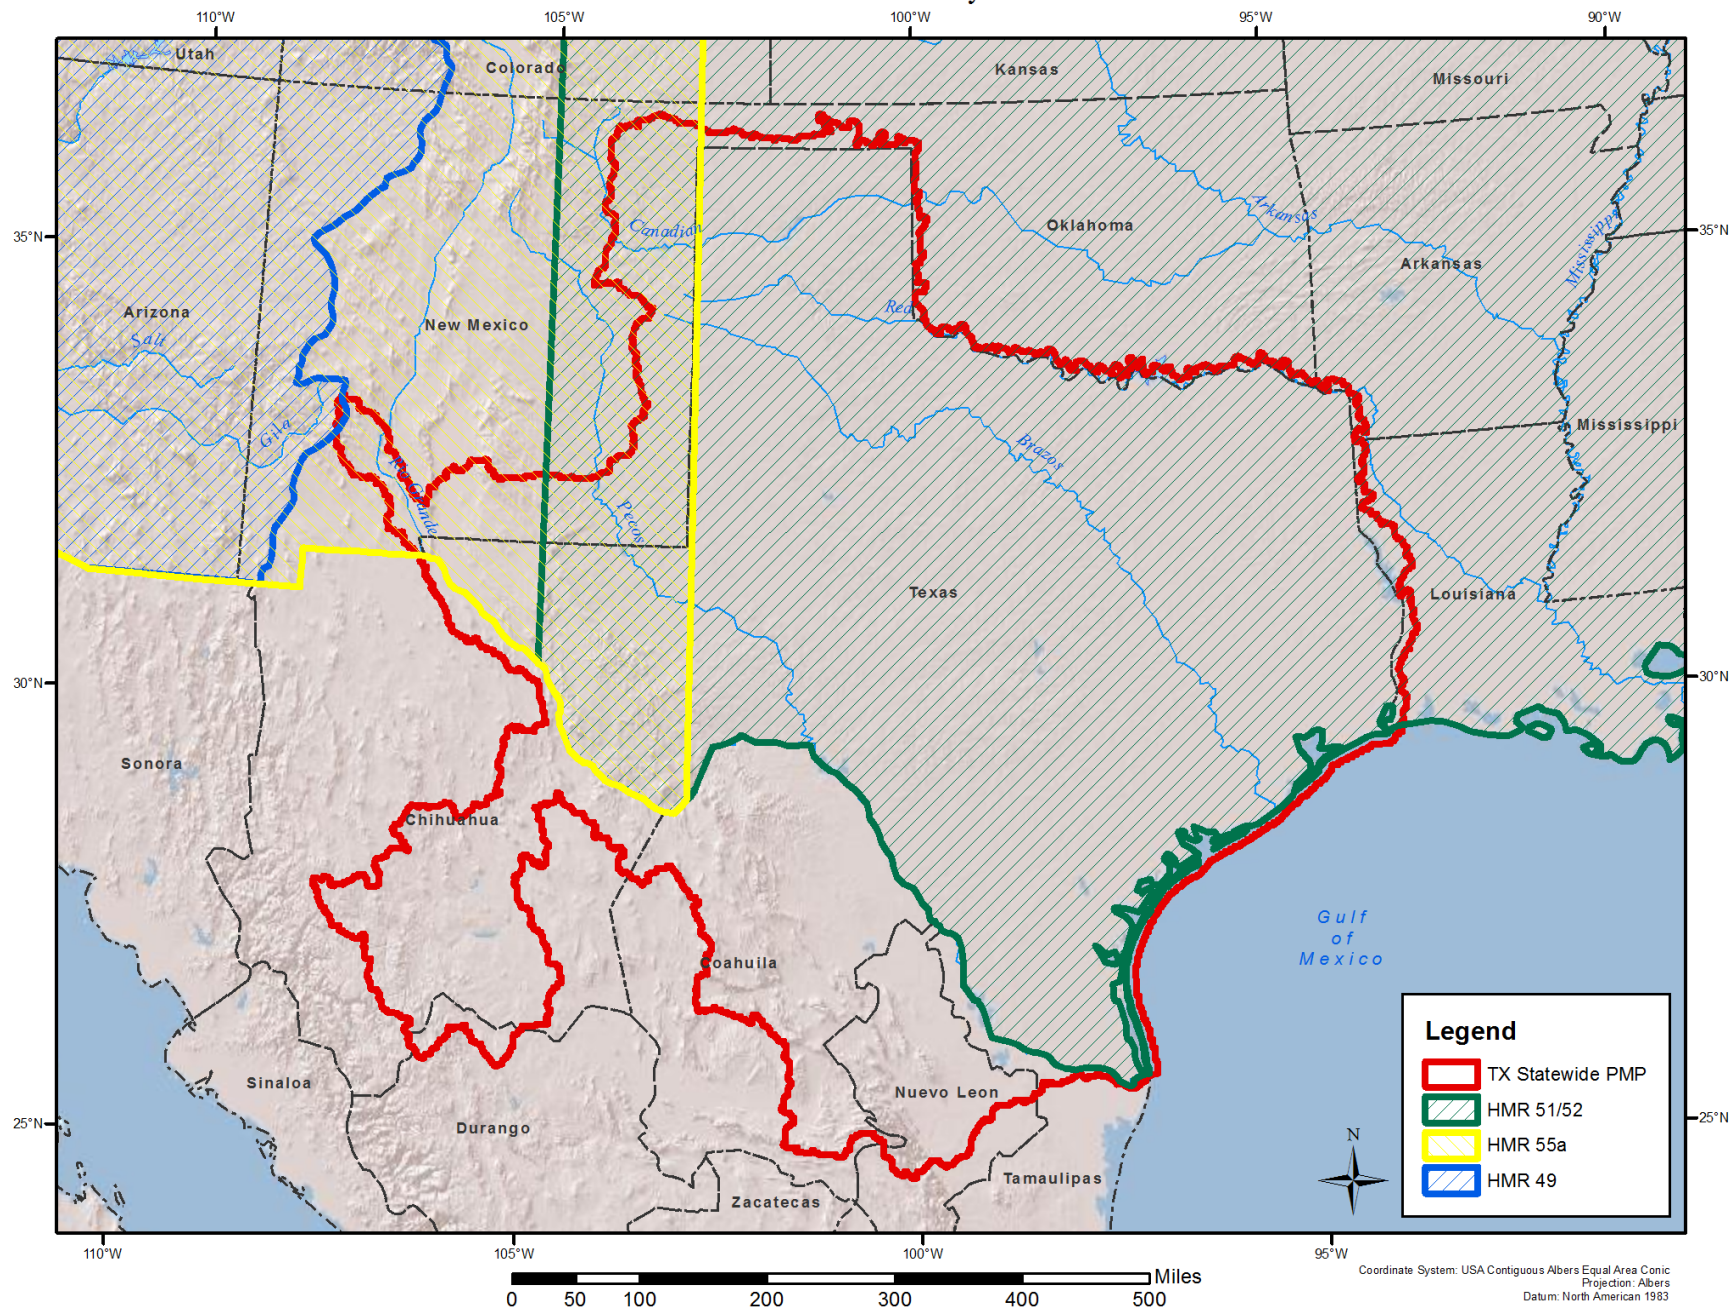 110°W
105°W
100°W
95°W
90°W
Utah
Colorado
Kansas
Missouri
35°N
Canadian
Oklahoma
Arkansas
Mississippi
35°N
Arkansas
Arizona
Salt
New Mexico
Red
Gila
Brazos
Mississippi
Rio Grande
Pecos
Texas
Louisiana
30°N
30°N
Sonora
Chihuahua
Gulf
of
Mexico
Coahuila
Sinaloa
Nuevo Leon
25°N
Durango
25°N
Tamaulipas
Zacatecas
Legend
TX Statewide PMP
HMR 51/52
HMR 55a
HMR 49
N
110°W
105°W
100°W
95°W
Miles
0
50
100
200
300
400
500
Coordinate System: USA Contiguous Albers Equal Area Conic
Projection: Albers
Datum: North American 1983